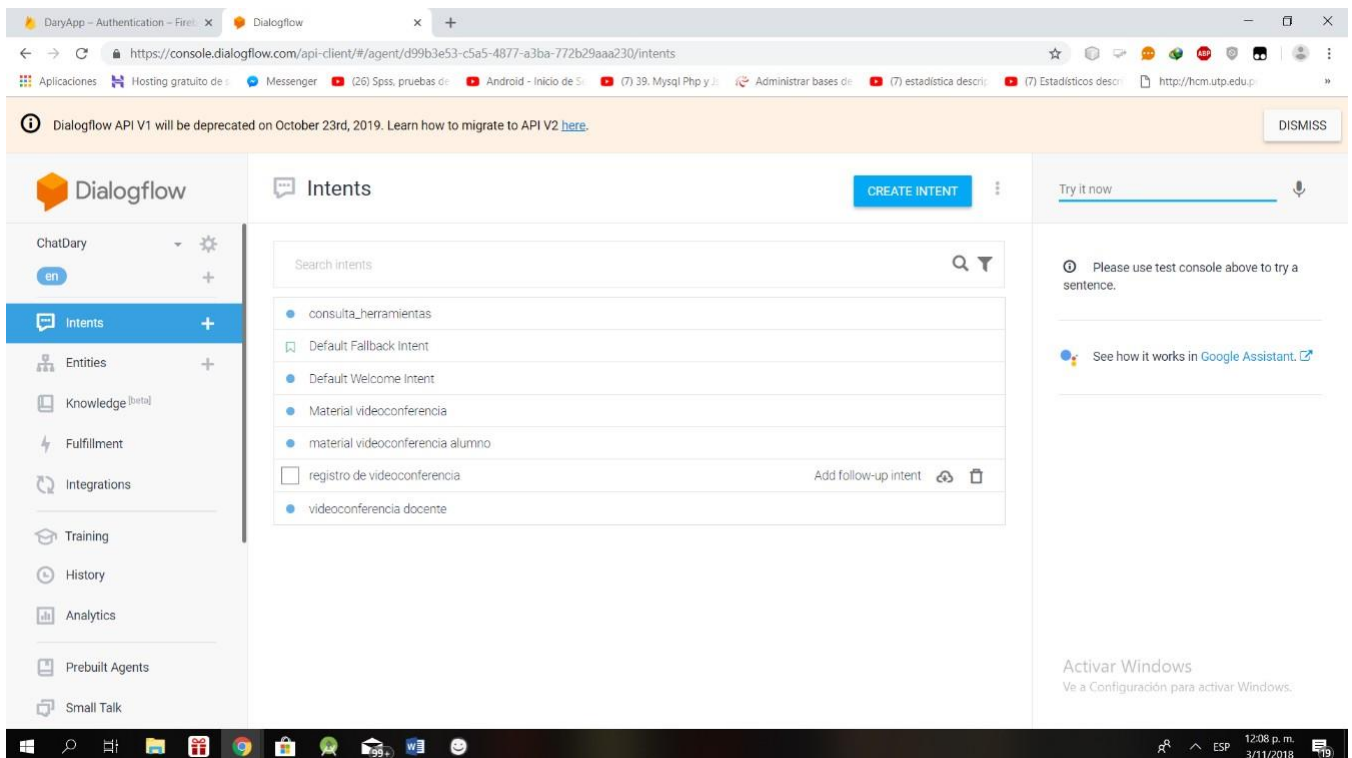 DaryApp – Authentication – Fire
Dialogflow
https://console.dialogflow.com/api-client/#/agent/d99b3e53-c5a5-4877-a3ba-772b29aaa230/intents
ABP
Aplicaciones
Hosting gratuito de s
Messenger
(26) Spss, pruebas de
Android - Inicio de Se
(7) 39. Mysql Php y
Administrar bases de
(7) estadística descrip
(7) Estadísticos descri
http://hcm.utp.edu.p
»
Dialogflow API V1 will be deprecated on October 23rd, 2019. Learn how to migrate to API V2 here.
DISMISS
Dialogflow
Intents
CREATE INTENT
Try it now
ChatDary
en
Search intents
Please use test console above to try a
sentence.
Intents
consulta_herramientas
Default Fallback Intent
See how it works in Google Assistant.
Entities
Default Welcome Intent
Knowledge [beta]
Material videoconferencia
Fulfillment
material videoconferencia alumno
registro de videoconferencia
Add follow-up intent
Integrations
videoconferencia docente
Training
History
Analytics
Prebuilt Agents
Small Talk
Activar Windows
Ve a Configuración para activar Windows.
99+
ESP
12:08 p. m.
3/11/2018
19